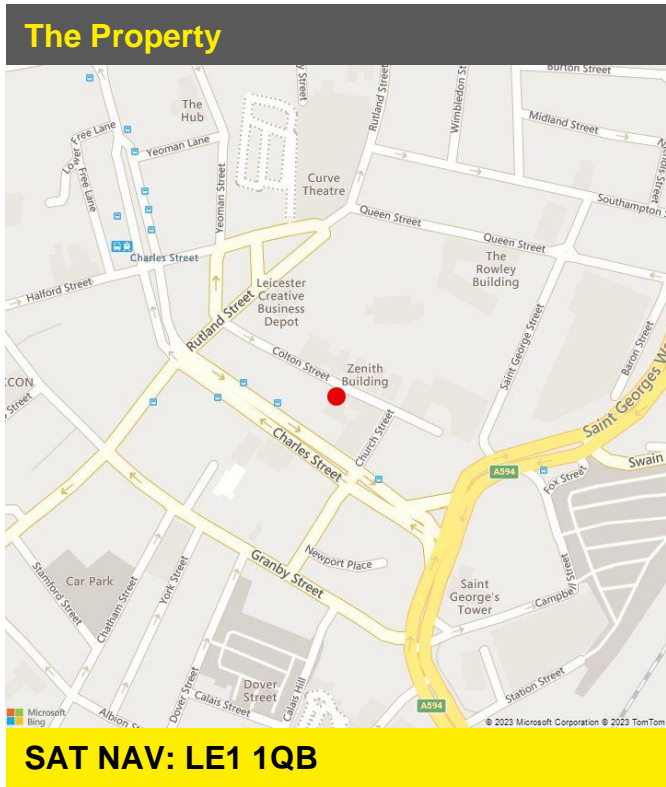 The Property
Burton Street
Rutland Street
Wimbledon St
The
Hub
Midland Street
Free Lane
Lower
Yeoman Lane
Free Lane
Curve
Theatre
Yeoman Street
Southampton S
Queen Street
Queen Street
Charles Street
The
Rowley
Building
Halford Street
Leicester
Creative
Business
Depot
Rutland Street
Saint George Street
Baron Street
Colton Street
Zenith
Building
Saint Georges Wa
Church Street
Charles Street
A594
Swain
Fox Street
Granby Street
Newport Place
Car Park
Stamford Street
Chatham Street
York Street
Saint
George's
Tower
Campbell Street
Dover Street
Dover
Street
Calais Hill
Station Street
Calais Street
Albion S
A594
Microsoft
Bing
© 2023 Microsoft Corporation © 2023 TomTom
SAT NAV: LE1 1QB